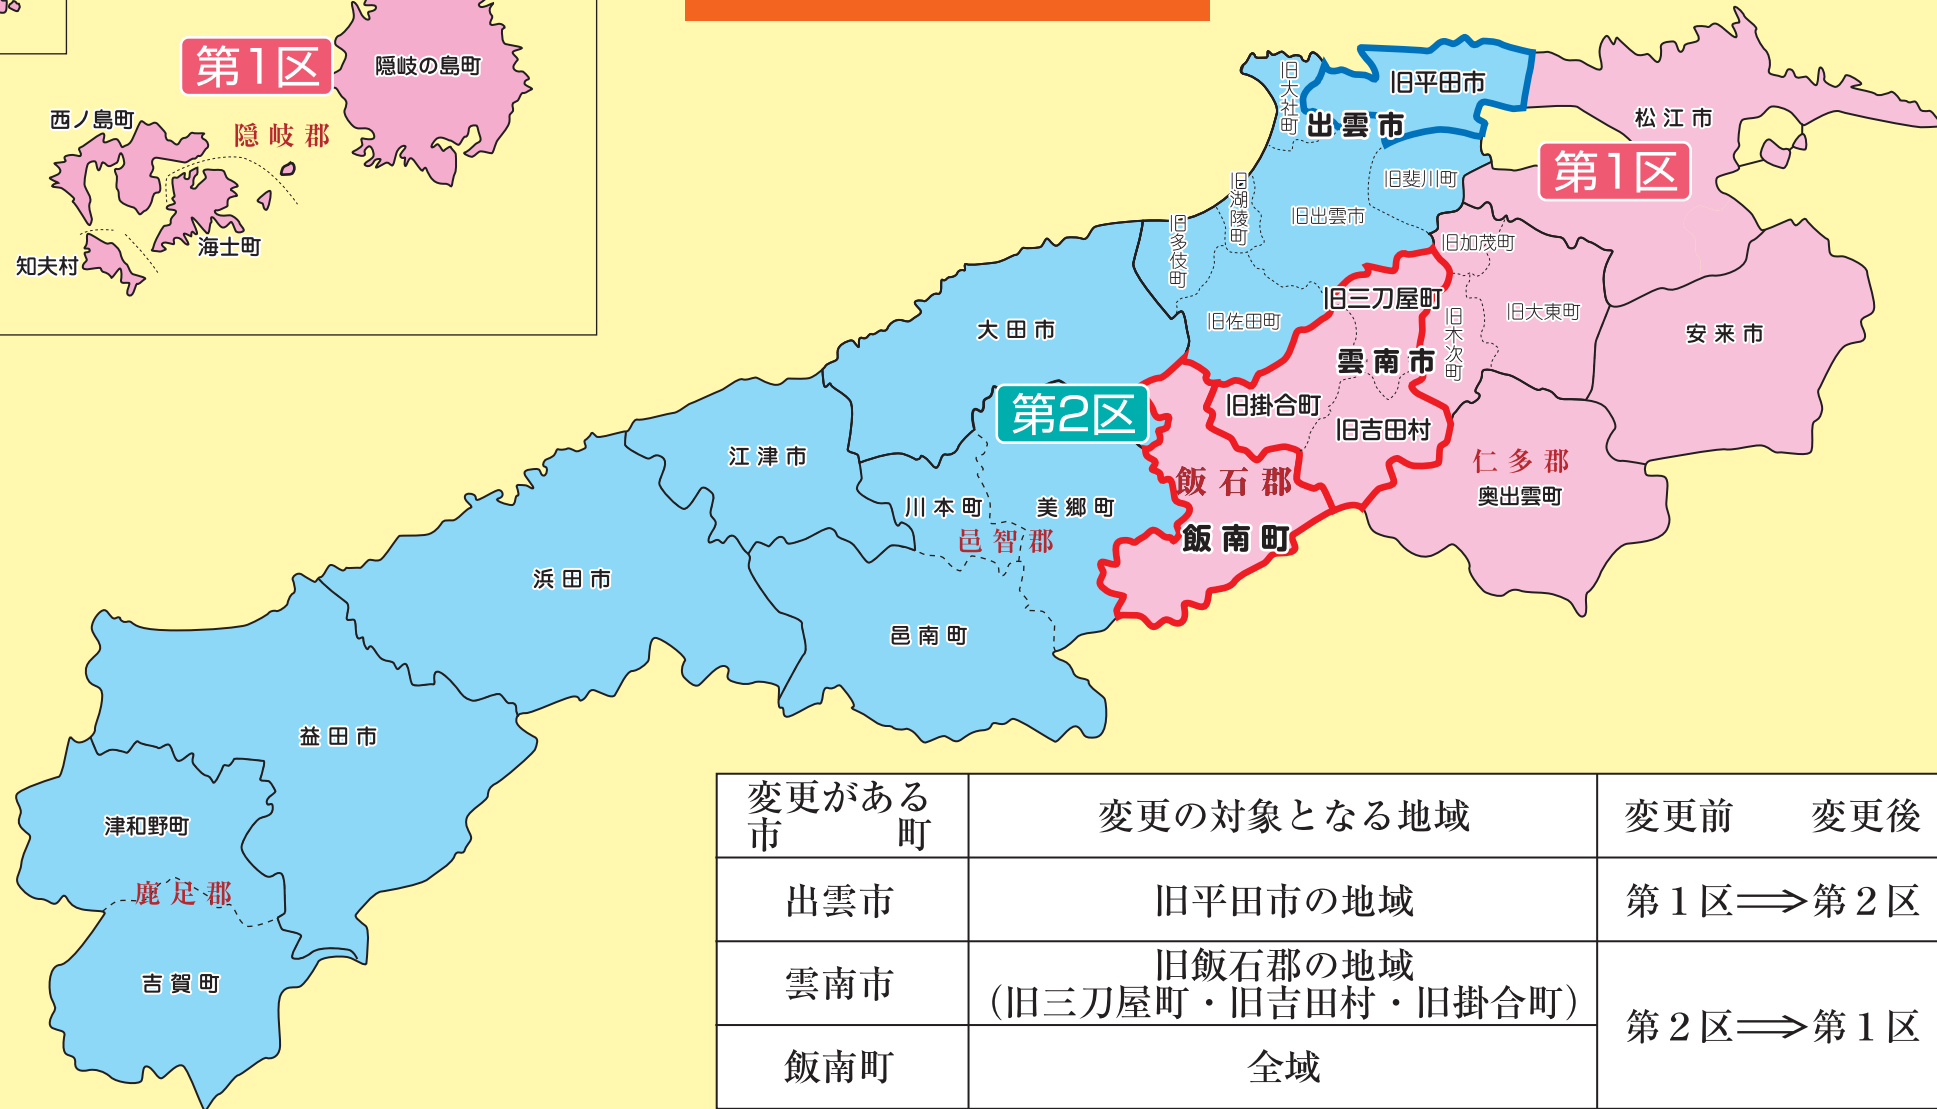 第1区
隠岐の島町
西ノ島町
隠岐郡
海士町
知夫村
旧大社町
旧平田市
出雲市
松江市
第1区
旧斐川町
旧湖陵町
旧出雲市
旧多伎町
旧加茂町
旧三刀屋町
旧佐田町
旧木次町
旧大東町
大田市
雲南市
安来市
第2区
旧掛合町
旧吉田村
江津市
飯石郡
仁多郡
奥出雲町
川本町
美郷町
邑智郡
飯南町
浜田市
邑南町
益田市
津和野町
鹿足郡
吉賀町
変更がある
市町
変更の対象となる地域
変更前 変更後
出雲市
旧平田市の地域
第1区⟹第2区
雲南市
旧飯石郡の地域
（旧三刀屋町・旧吉田村・旧掛合町）
第2区⟹第1区
飯南町
全域